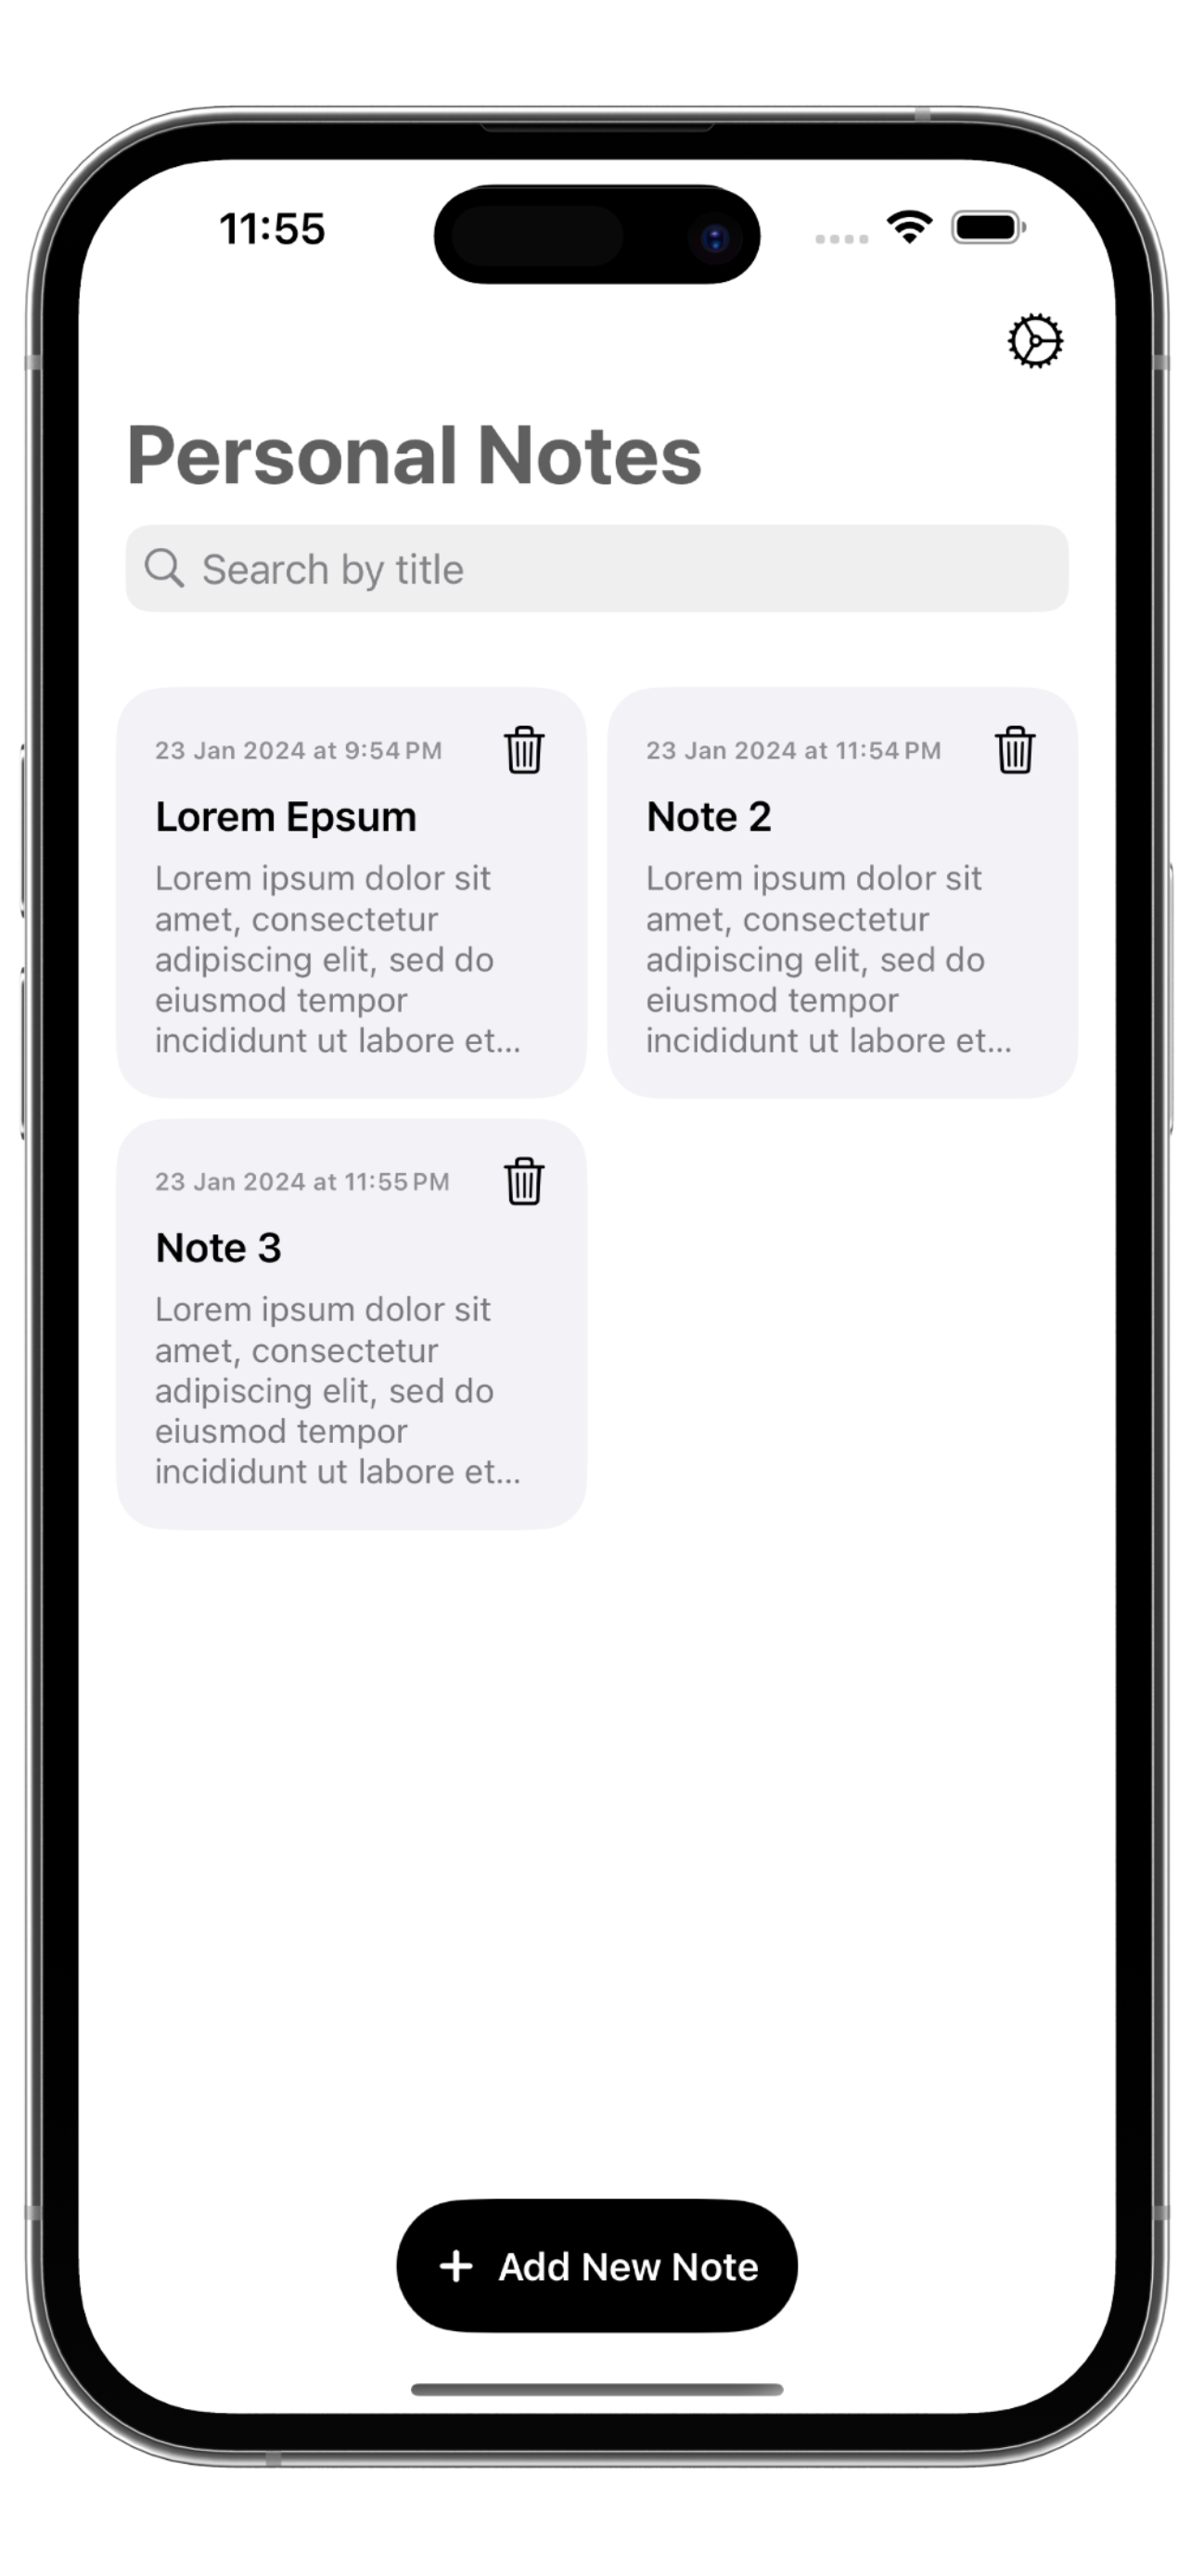 11:55
Personal Notes
Search by title
23 Jan 2024 at 9:54 PM
Lorem Epsum
Lorem ipsum dolor sit
amet, consectetur
adipiscing elit, sed do
eiusmod tempor
incididunt ut labore et...
23 Jan 2024 at 11:54 PM
Note 2
Lorem ipsum dolor sit
amet, consectetur
adipiscing elit, sed do
eiusmod tempor
incididunt ut labore et...
23 Jan 2024 at 11:55 PM
Note 3
Lorem ipsum dolor sit
amet, consectetur
adipiscing elit, sed do
eiusmod tempor
incididunt ut labore et...
+ Add New Note